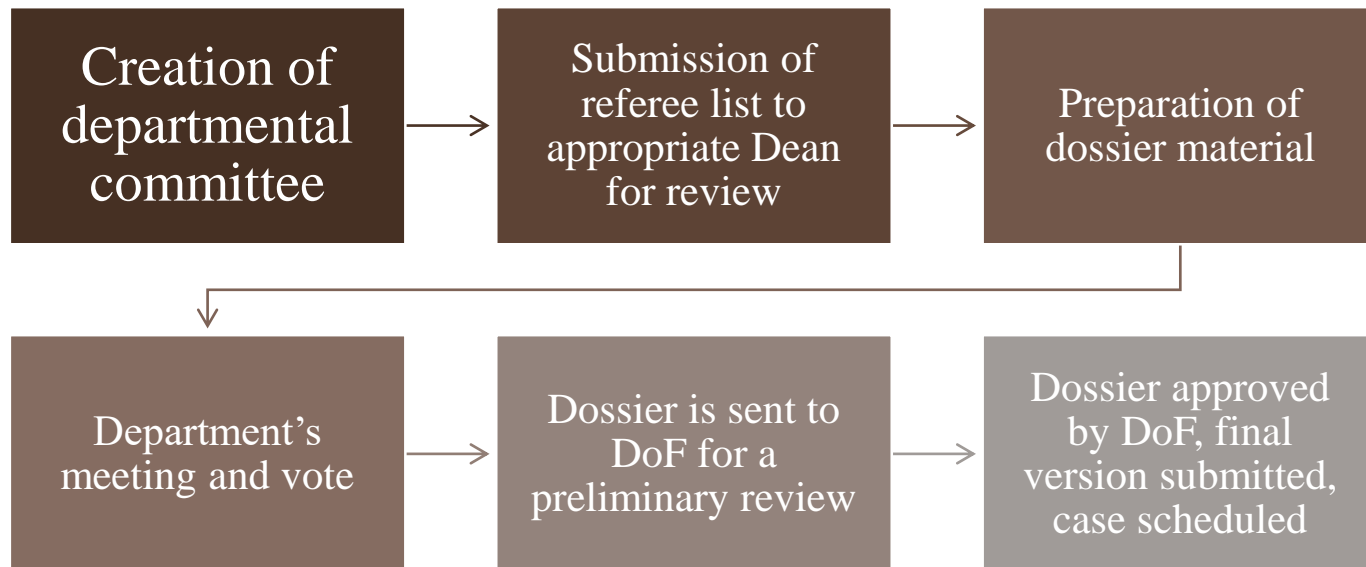 Creation of
departmental
committee
Submission of
referee list to
appropriate Dean
for review
Preparation of
dossier material
Department’s
meeting and vote
Dossier is sent to
DoF for a
preliminary review
Dossier approved
by DoF, final
version submitted,
case scheduled